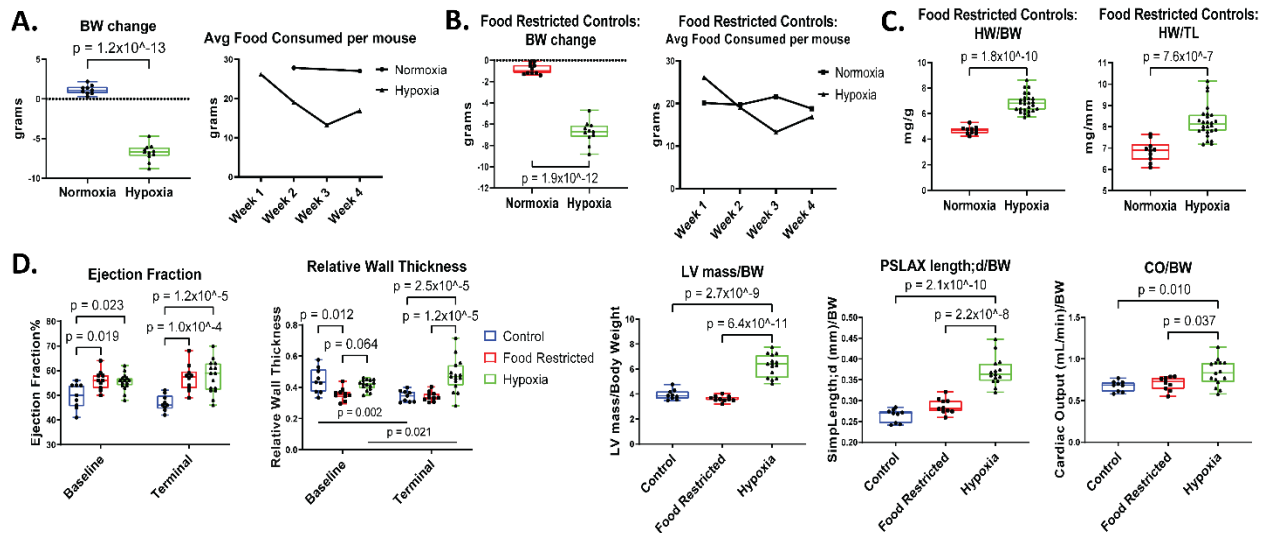 A.
BW change
p = 1.2x10^-13
grams
10
5
0
-5
-10
Normoxia
Hypoxia
Avg Food Consumed per mouse
grams
30
20
10
0
Week 1
Week 2
Week 3
Week 4
Normoxia
Hypoxia
B.
Food Restricted Controls:
BW change
grams
0
-2
-4
-6
-8
-10
-12
p = 1.9x10^-12
Normoxia
Hypoxia
Food Restricted Controls:
Avg Food Consumed per mouse
grams
30
20
10
0
Week 1
Week 2
Week 3
Week 4
Normoxia
Hypoxia
C.
Food Restricted Controls:
HW/BW
p = 1.8x10^-10
mg/g
10
8
6
4
2
0
Normoxia
Hypoxia
Food Restricted Controls:
HW/TL
p = 7.6x10^-7
mg/mm
11
10
9
8
7
6
5
Normoxia
Hypoxia
D.
Ejection Fraction
p = 0.023
p = 0.019
p = 1.2x10^-5
p = 1.0x10^-4
Ejection Fraction%
80
70
60
50
40
Baseline
Terminal
Relative Wall Thickness
p = 2.5x10^-5
p = 0.012
p = 1.2x10^-5
p = 0.064
p = 0.002
p = 0.021
Relative Wall Thickness
1.0
0.8
0.6
0.4
0.2
0.0
Baseline
Terminal
Control
Food Restricted
Hypoxia
LV mass/BW
p = 2.7x10^-9
p = 6.4x10^-11
LV mass/Body Weight
10
8
6
4
2
0
Control
Food Restricted
Hypoxia
PSLAX length;d/BW
p = 2.1x10^-10
p = 2.2x10^-8
SimpLength;d (mm)/BW
0.50
0.45
0.40
0.35
0.30
0.25
0.20
Control
Food Restricted
Hypoxia
CO/BW
p = 0.010
p = 0.037
Cardiac Output (mL/min)/BW
1.5
1.0
0.5
0.0
Control
Food Restricted
Hypoxia